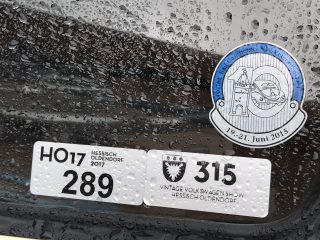 19.-21. Juni 2015
HO17 HESSISCH
OLDENDORF
2017
289
315
VINTAGE VOLKSWAGEN SHOW
HESSISCH OLDENDORF